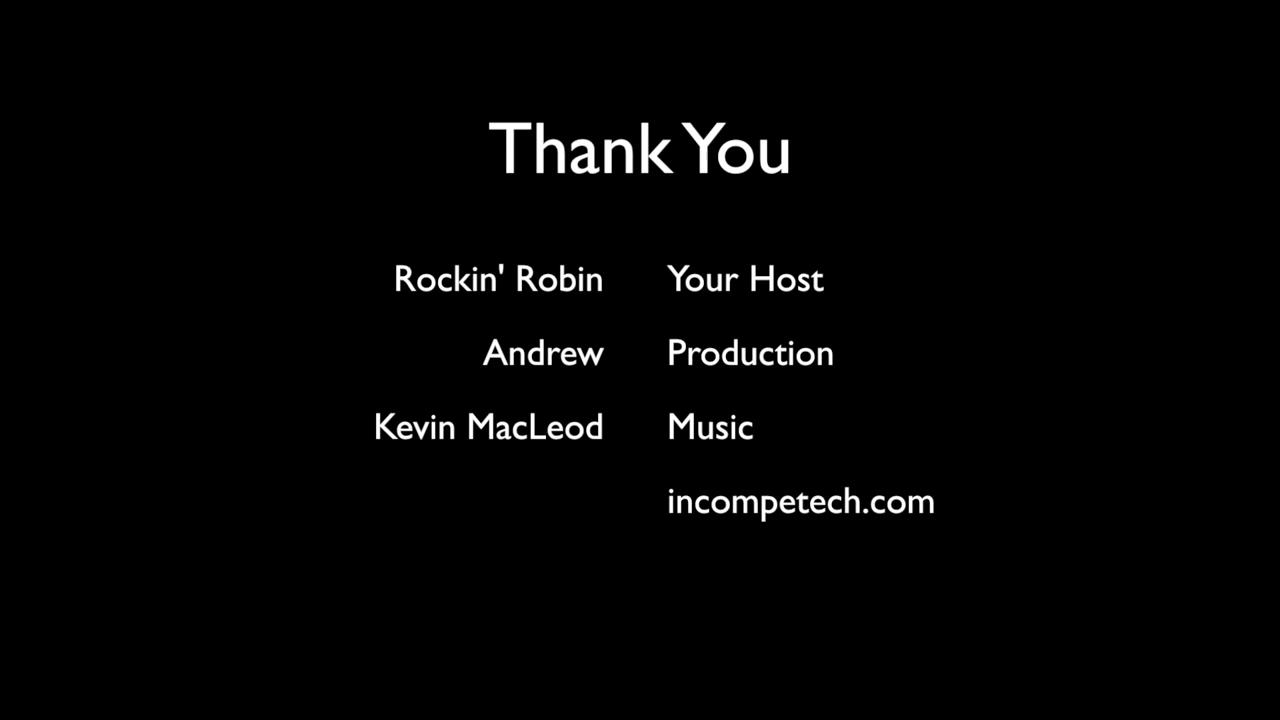 Thank You
Rockin' Robin Your Host
Andrew Production
Kevin MacLeod Music
incompetech.com